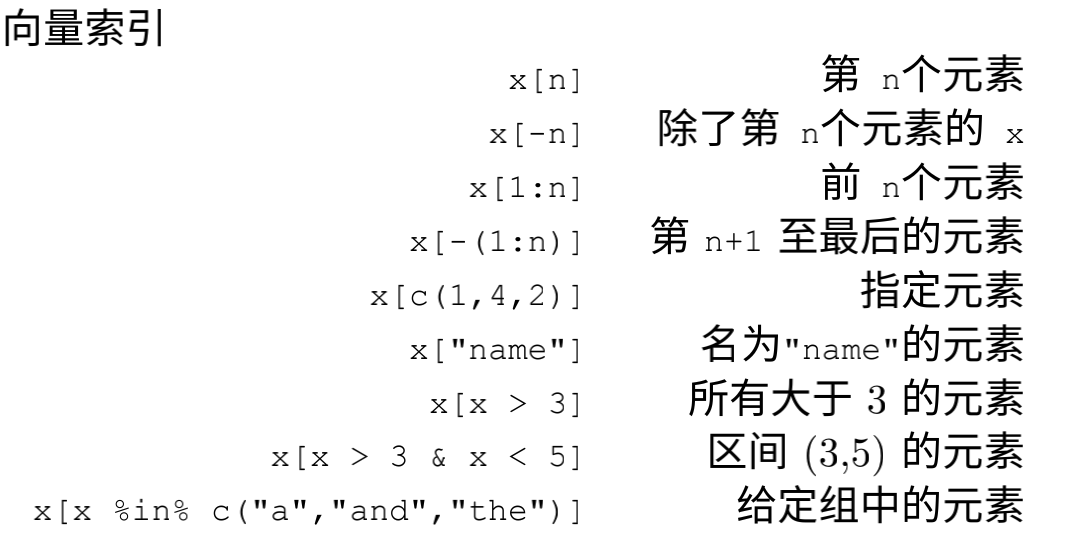 向量索引
x[n] 第 n个元素
x[-n] 除了第 n个元素的 x
x[1:n] 前 n个元素
x[-(1:n)] 第 n+1 至最后的元素
x[c(1,4,2)] 指定元素
x["name"] 名为"name"的元素
x[x > 3] 所有大于 3 的元素
x[x > 3 & x < 5] 区间 (3,5) 的元素
x[x %in% c("a","and","the")] 给定组中的元素